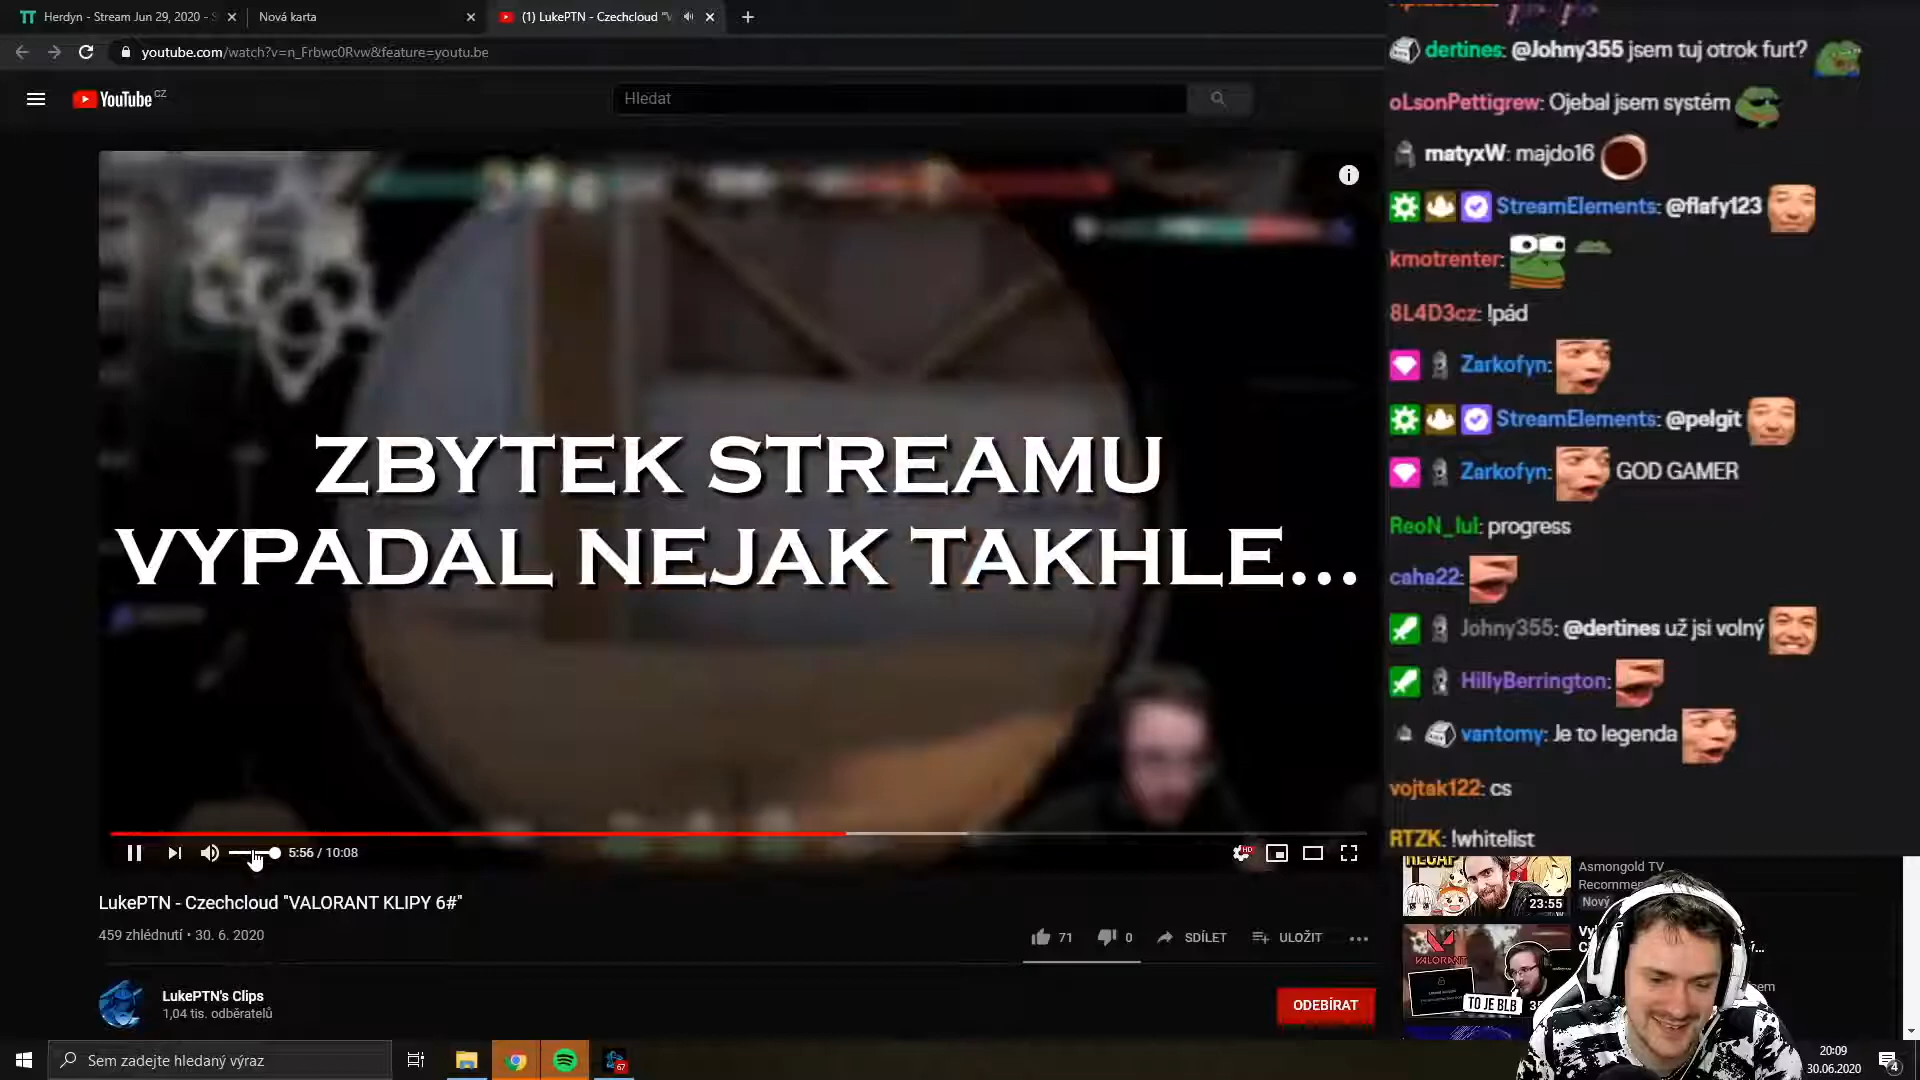 Herdyn - Stream Jun 29, 2020 - S
Nová karta
(1) LukePTN - Czechcloud "V
youtube.com/watch?v=n_Frbwc0Rvw&feature=youtu.be
YouTube CZ
Hledat
ZBYTEK STREAMU
VYPADAL NEJAK TAKHLE...
5:56 / 10:08
HD
LukePTN - Czechcloud "VALORANT KLIPY 6#"
459 zhlédnutí • 30. 6. 2020
71
0
SDÍLET
ULOŽIT
LukePTN's Clips
1,04 tis. odběratelů
ODEBÍRAT
dertines: @Johny355 jsem tuj otrok furt?
oLsonPettigrew: Ojebal jsem systém
matyxW: majdo16
StreamElements: @flafy123
kmotrenter:
8L4D3cz: !pád
Zarkofyn:
StreamElements: @pelgit
Zarkofyn: GOD GAMER
ReoN_lul: progress
caha22:
Johny355: @dertines už jsi volný
HillyBerrington:
vantomy: Je to legenda
vojtak122: cs
RTZK: !whitelist
RECAP
23:55
Asmongold TV
Nový
VALORANT
TO JE BLB
Sem zadejte hledaný výraz
67
20:09
30.06.2020
4